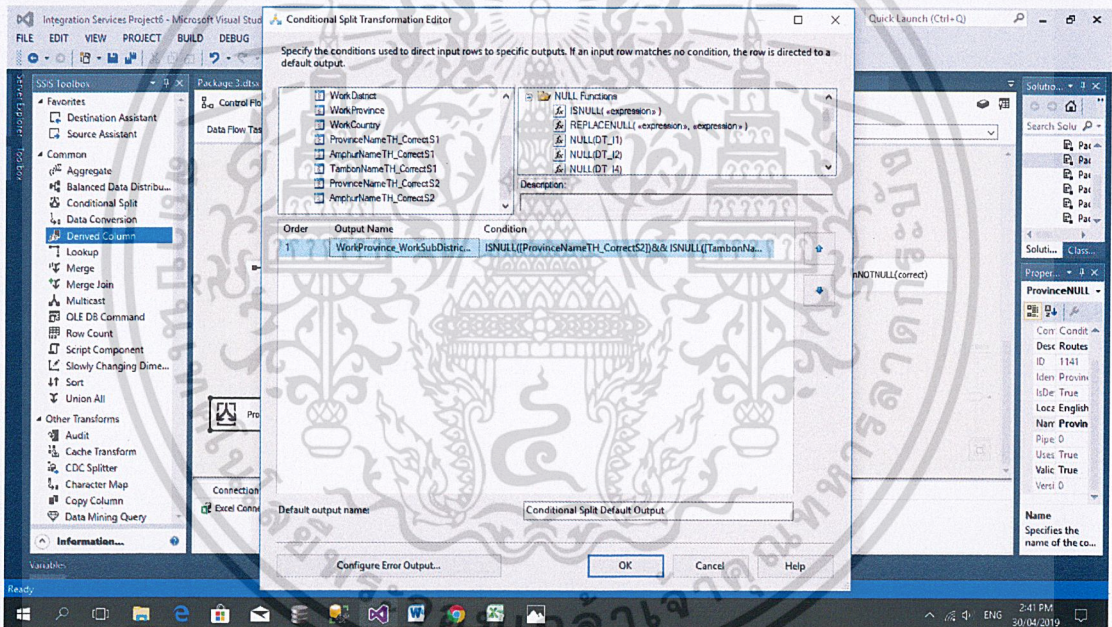 Integration Services Project6 - Microsoft Visual Stud
Quick Launch (Ctrl+Q)
FILE EDIT VIEW PROJECT BUILD DEBUG
Conditional Split Transformation Editor
Specify the conditions used to direct input rows to specific outputs. If an input row matches no condition, the row is directed to a
default output.
Server Explorer
Toolbox
SSIS Toolbox
Favorites
Destination Assistant
Source Assistant
Common
Aggregate
Balanced Data Distribu...
Conditional Split
Data Conversion
Derived Column
Lookup
Merge
Merge Join
Multicast
OLE DB Command
Row Count
Script Component
Slowly Changing Dime...
Sort
Union All
Other Transforms
Audit
Cache Transform
CDC Splitter
Character Map
Copy Column
Data Mining Query
Information...
Package 3.dtsx
Control Flo
Data Flow Tas
Pro
Connection
Excel Conne
WorkDistrict
WorkProvince
WorkCountry
ProvinceNameTH_CorrectS1
AmphurNameTH_CorrectS1
TambonNameTH_CorrectS1
ProvinceNameTH_CorrectS2
AmphurNameTH_CorrectS2
NULL Functions
ISNULL( «expression» )
REPLACENULL( «expression», «expression» )
NULL(DT_I1)
NULL(DT_I2)
NULL(DT_I4)
Description:
Order Output Name Condition
1 WorkProvince_WorkSubDistric... ISNULL([ProvinceNameTH_CorrectS2])&& ISNULL([TambonNa...
Default output name: Conditional Split Default Output
Configure Error Output... OK Cancel Help
nNOTNULL(correct)
Solutio...
Search Solu
Pac
Pac
Pac
Pac
Pac
Soluti... Class...
Proper...
ProvinceNULL
Con: Condit
Desc Routes
ID 1141
Iden Provin
IsDe: True
Loca English
Nam Provin
Pipe 0
Uses True
Valic True
Versi 0
Name
Specifies the
name of the co...
Variables
Ready
ENG
2:41 PM
30/04/2019